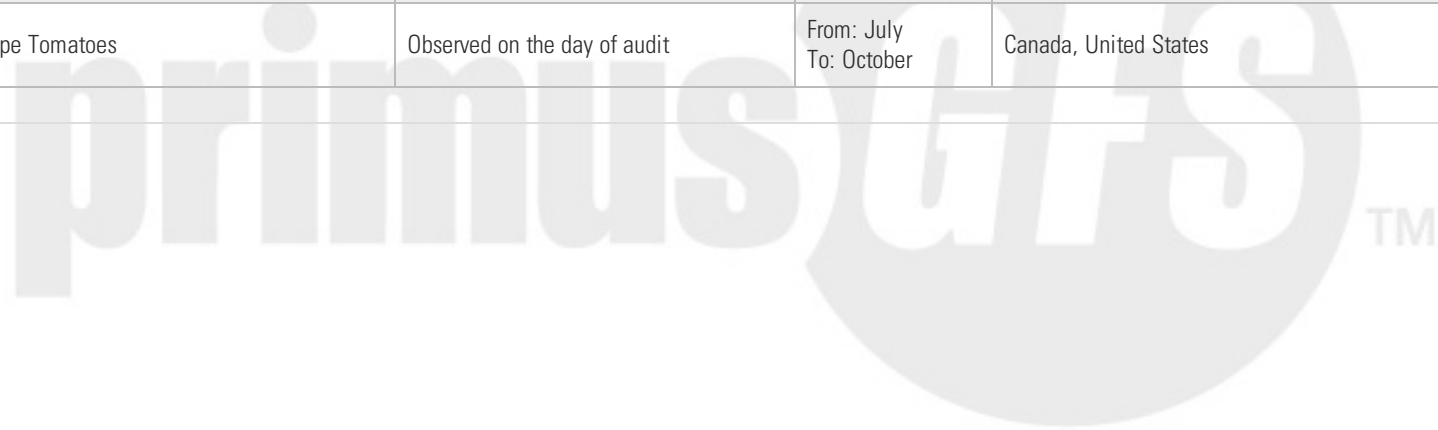 pe Tomatoes
Observed on the day of audit
From: July
To: October
Canada, United States
primusGFS TM